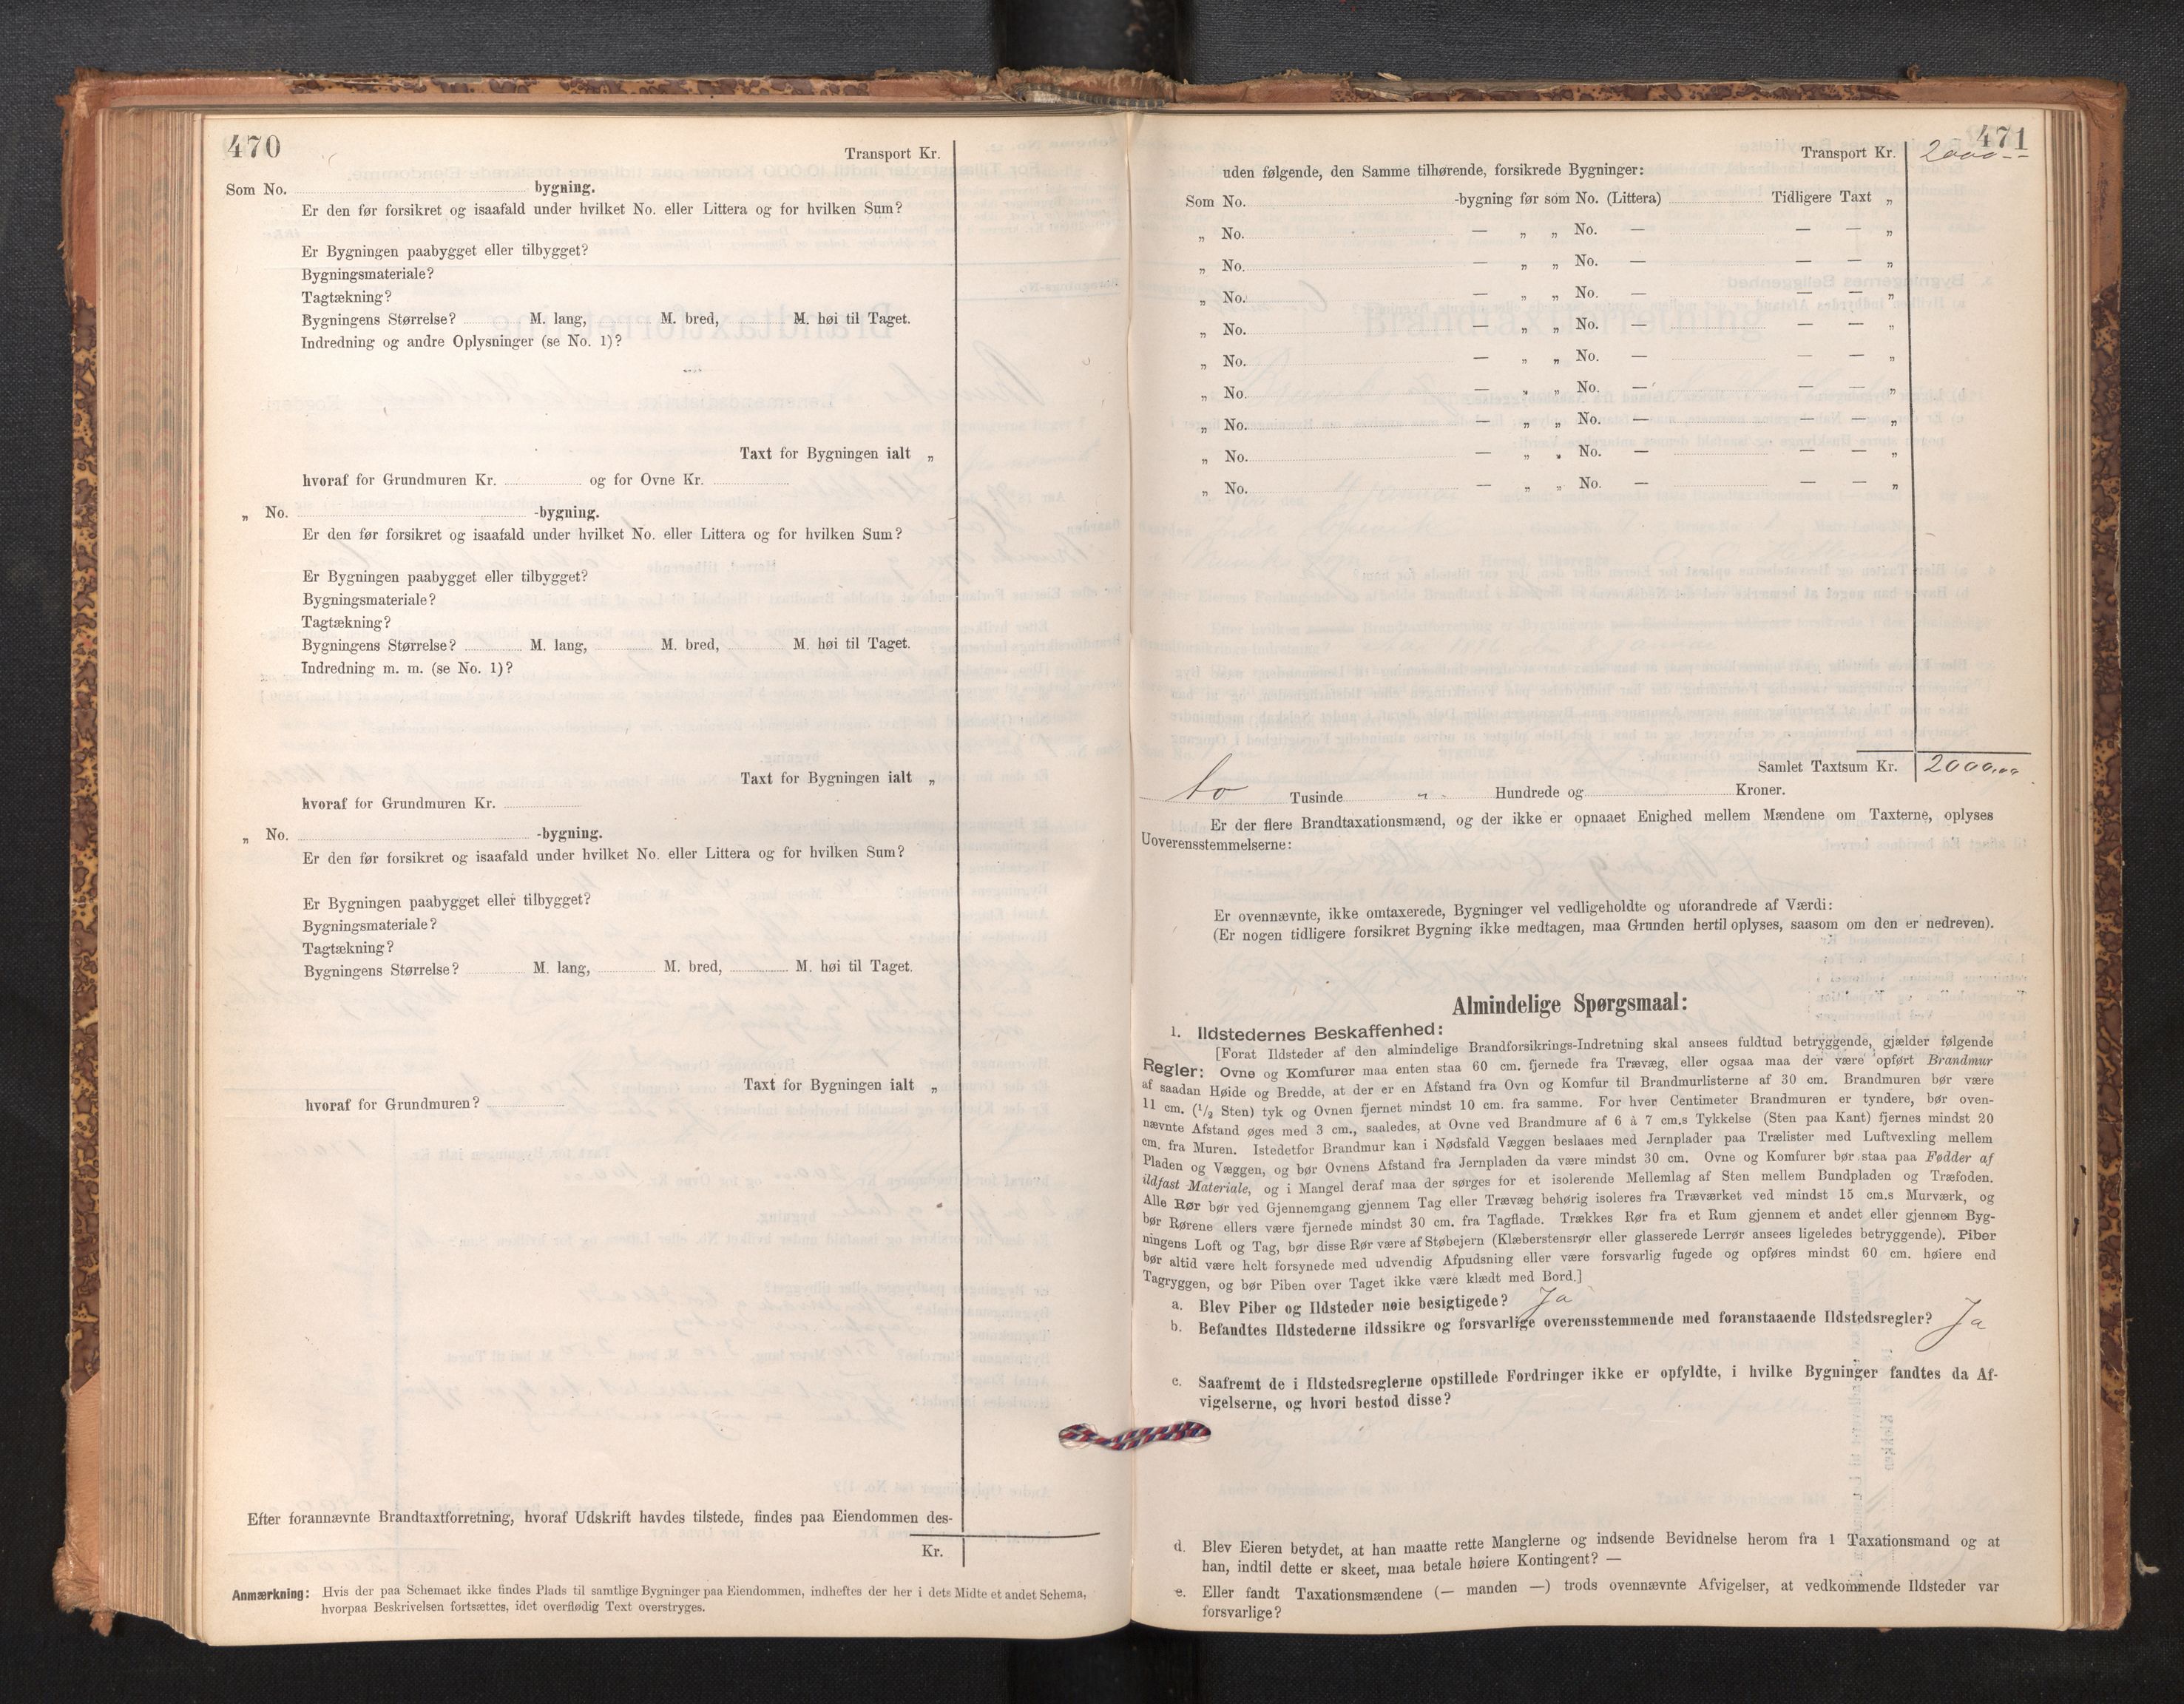 470
Transport Kr.
Som No. bygning.
Er den før forsikret og isaafald under hvilket No. eller Littera og for hvilken Sum?
Er Bygningen paabygget eller tilbygget?
Bygningsmateriale?
Tagtækning?
Bygningens Størrelse? M. lang, M. bred, M. høi til Taget.
Indredning og andre Oplysninger (se No. 1)?
Taxt for Bygningen ialt „
hvoraf for Grundmuren Kr. og for Ovne Kr.
„ No. -bygning.
Er den før forsikret og isaafald under hvilket No. eller Littera og for hvilken Sum?
Er Bygningen paabygget eller tilbygget?
Bygningsmateriale?
Tagtækning?
Bygningens Størrelse? M. lang, M. bred, M. høi til Taget.
Indredning m. m. (se No. 1)?
Taxt for Bygningen ialt „
hvoraf for Grundmuren Kr.
„ No. -bygning.
Er den før forsikret og isaafald under hvilket No. eller Littera og for hvilken Sum?
Er Bygningen paabygget eller tilbygget?
Bygningsmateriale?
Tagtækning?
Bygningens Størrelse? M. lang, M. bred, M. høi til Taget.
Taxt for Bygningen ialt „
hvoraf for Grundmuren?
Efter forannævnte Brandtaxtforretning, hvoraf Udskrift havdes tilstede, findes paa Eiendommen des-
Kr.
Anmærkning: Hvis der paa Schemaet ikke findes Plads til samtlige Bygninger paa Eiendommen, indheftes der her i dets Midte et andet Schema,
hvorpaa Beskrivelsen fortsættes, idet overflødig Text overstryges.
471
Transport Kr. 2000 --
uden følgende, den Samme tilhørende, forsikrede Bygninger:
Som No. -bygning før som No. (Littera) Tidligere Taxt „
„ No. — „ „ No. — — — „
„ No. — „ „ No. — — — „
„ No. — „ „ No. — — — „
„ No. — „ „ No. — — — „
„ No. — „ „ No. — — — „
„ No. — „ „ No. — — — „
„ No. — „ „ No. — — — „
„ No. — „ „ No. — — — „
„ No. — „ „ No. — — — „
Samlet Taxtsum Kr. 2000,00
to Tusinde " Hundrede og Kroner.
Er der flere Brandtaxationsmænd, og der ikke er opnaaet Enighed mellem Mændene om Taxterne, oplyses
Uoverensstemmelserne:
Er ovennævnte, ikke omtaxerede, Bygninger vel vedligeholdte og uforandrede af Værdi:
(Er nogen tidligere forsikret Bygning ikke medtagen, maa Grunden hertil oplyses, saasom om den er nedreven).
Almindelige Spørgsmaal:
1. Ildstedernes Beskaffenhed:
[Forat Ildsteder af den almindelige Brandforsikrings-Indretning skal ansees fuldtud betryggende, gjælder følgende
Regler: Ovne og Komfurer maa enten staa 60 cm. fjernede fra Trævæg, eller ogsaa maa der være opført Brandmur
af saadan Høide og Bredde, at der er en Afstand fra Ovn og Komfur til Brandmurlisterne af 30 cm. Brandmuren bør være
11 cm. (1/2 Sten) tyk og Ovnen fjernet mindst 10 cm. fra samme. For hver Centimeter Brandmuren er tyndere, bør oven-
nævnte Afstand øges med 3 cm., saaledes, at Ovne ved Brandmure af 6 à 7 cm.s Tykkelse (Sten paa Kant) fjernes mindst 20
cm. fra Muren. Istedetfor Brandmur kan i Nødsfald Væggen beslaaes med Jernplader paa Trælister med Luftvexling mellem
Pladen og Væggen, og bør Ovnens Afstand fra Jernpladen da være mindst 30 cm. Ovne og Komfurer bør staa paa Fødder af
ildfast Materiale, og i Mangel deraf maa der sørges for et isolerende Mellemlag af Sten mellem Bundpladen og Træfoden.
Alle Rør bør ved Gjennemgang gjennem Tag eller Trævæg behørig isoleres fra Træværket ved mindst 15 cm.s Murværk, og
bør Rørene ellers være fjernede mindst 30 cm. fra Tagflade. Trækkes Rør fra et Rum gjennem et andet eller gjennem Byg-
ningens Loft og Tag, bør disse Rør være af Støbejern (Klæberstensrør eller glasserede Lerrør ansees ligeledes betryggende). Piber
bør altid være helt forsynede med udvendig Afpudsning eller være forsvarlig fugede og opføres mindst 60 cm. høiere end
Tagryggen, og bør Piben over Taget ikke være klædt med Bord.]
a. Blev Piber og Ildsteder nøie besigtigede? Ja
b. Befandtes Ildstederne ildssikre og forsvarlige overensstemmende med foranstaaende Ildstedsregler? Ja
c. Saafremt de i Ildstedsreglerne opstillede Fordringer ikke er opfyldte, i hvilke Bygninger fandtes da Af-
vigelserne, og hvori bestod disse?
d. Blev Eieren betydet, at han maatte rette Manglerne og indsende Bevidnelse herom fra 1 Taxationsmand og at
han, indtil dette er skeet, maa betale høiere Kontingent? —
e. Eller fandt Taxationsmændene (— manden —) trods ovennævnte Afvigelser, at vedkommende Ildsteder var
forsvarlige?